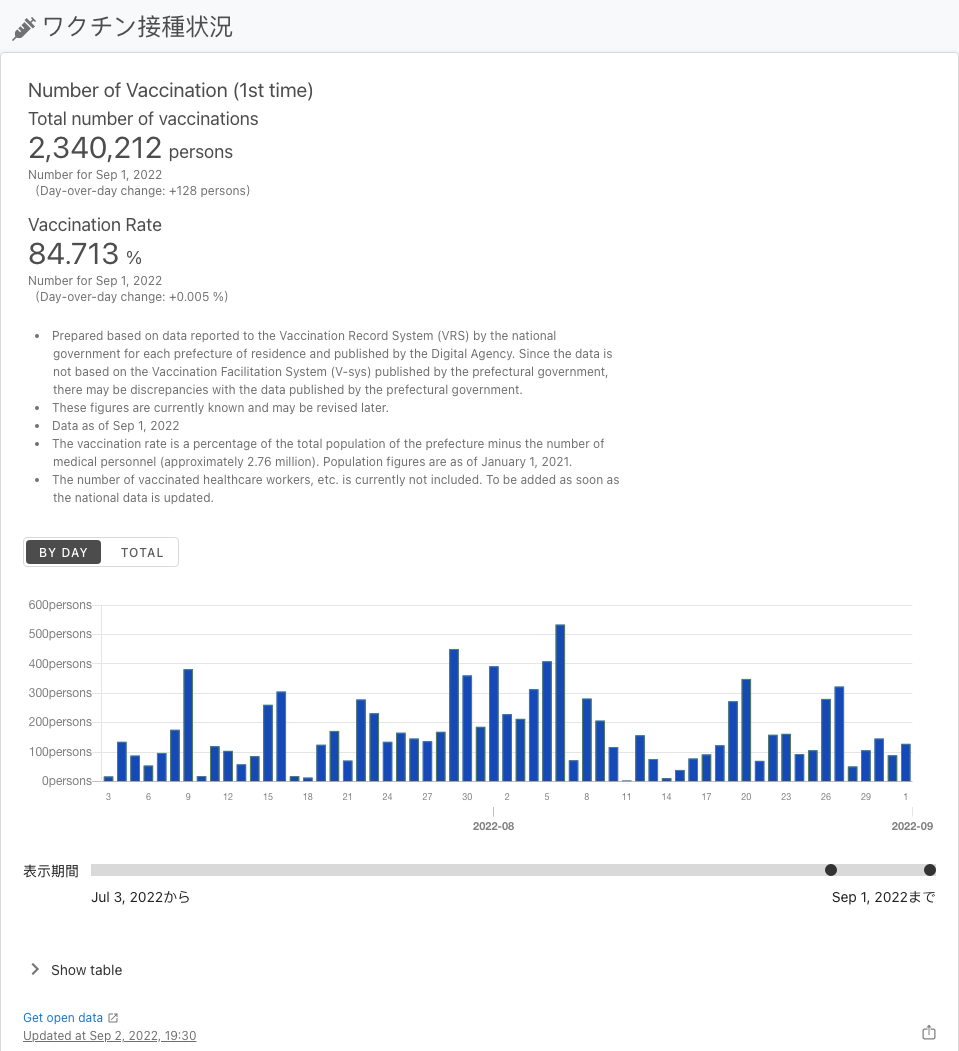 ワクチン接種状況
Number of Vaccination (1st time)
Total number of vaccinations
2,340,212 persons
Number for Sep 1, 2022
(Day-over-day change: +128 persons)
Vaccination Rate
84.713 %
Number for Sep 1, 2022
(Day-over-day change: +0.005 %)
• Prepared based on data reported to the Vaccination Record System (VRS) by the national
government for each prefecture of residence and published by the Digital Agency. Since the data is
not based on the Vaccination Facilitation System (V-sys) published by the prefectural government,
there may be discrepancies with the data published by the prefectural government.
• These figures are currently known and may be revised later.
• Data as of Sep 1, 2022
• The vaccination rate is a percentage of the total population of the prefecture minus the number of
medical personnel (approximately 2.76 million). Population figures are as of January 1, 2021.
• The number of vaccinated healthcare workers, etc. is currently not included. To be added as soon as
the national data is updated.
BY DAY TOTAL
600persons
500persons
400persons
300persons
200persons
100persons
0persons
3 6 9 12 15 18 21 24 27 30 2 5 8 11 14 17 20 23 26 29 1
2022-08 2022-09
表示期間
Jul 3, 2022から Sep 1, 2022まで
Show table
Get open data
Updated at Sep 2, 2022, 19:30